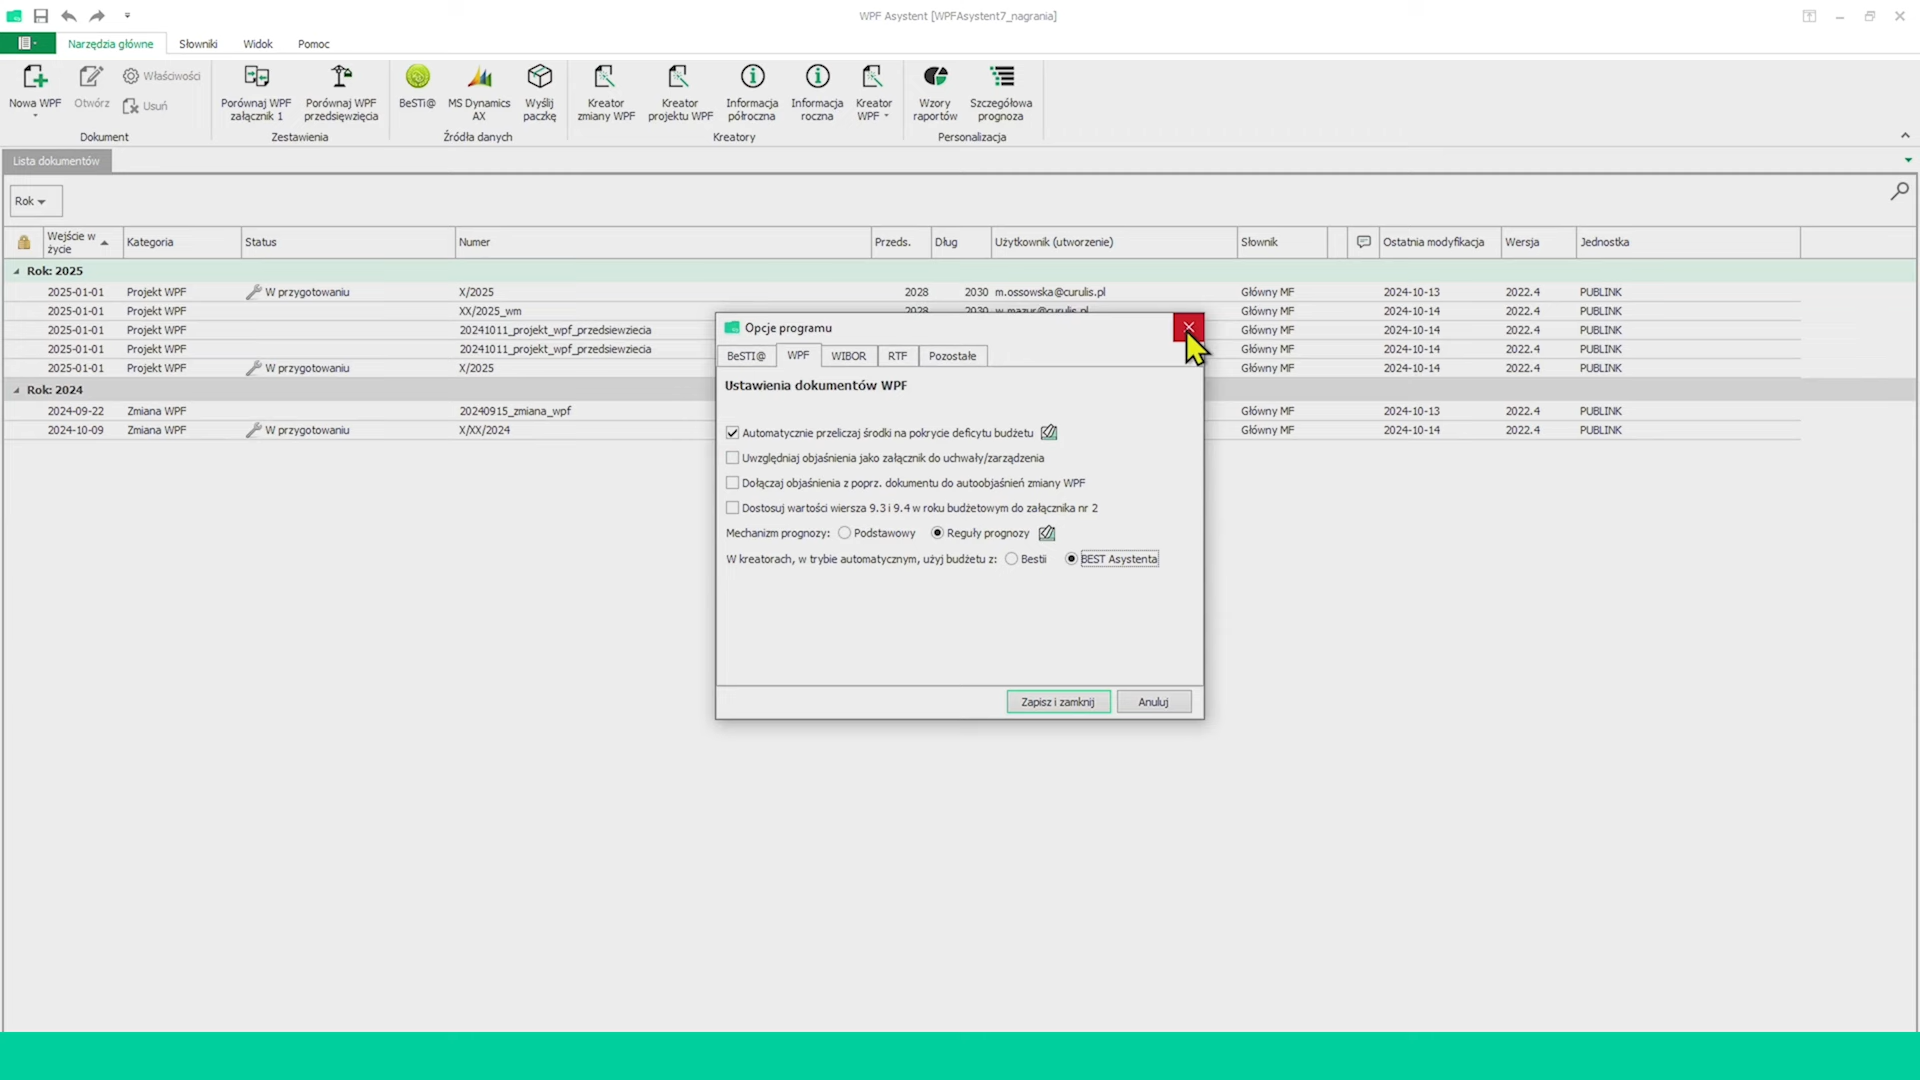 WPF Asystent [WPFAsystent7_nagrania]
Narzędzia główne Słowniki Widok Pomoc
Nowa WPF
Otwórz
Właściwości
Usuń
Dokument
Porównaj WPF załącznik 1
Porównaj WPF przedsięwzięcia
Zestawienia
BeSTi@
MS Dynamics AX
Wyślij paczkę
Źródła danych
Kreator zmiany WPF
Kreator projektu WPF
Informacja półroczna
Informacja roczna
Kreator WPF
Kreatory
Wzory raportów
Szczegółowa prognoza
Personalizacja
Lista dokumentów
Rok
Wejście w życie Kategoria Status Numer Przeds. Dług Użytkownik (utworzenie) Słownik Ostatnia modyfikacja Wersja Jednostka
Rok: 2025
2025-01-01 Projekt WPF W przygotowaniu X/2025 2028 2030 m.ossowska@curulis.pl Główny MF 2024-10-13 2022.4 PUBLINK
2025-01-01 Projekt WPF XX/2025_wm 2028 2030 w.mazur@curulis.pl Główny MF 2024-10-14 2022.4 PUBLINK
2025-01-01 Projekt WPF 20241011_projekt_wpf_przedsiewziecia Główny MF 2024-10-14 2022.4 PUBLINK
2025-01-01 Projekt WPF 20241011_projekt_wpf_przedsiewziecia Główny MF 2024-10-14 2022.4 PUBLINK
2025-01-01 Projekt WPF W przygotowaniu X/2025 Główny MF 2024-10-14 2022.4 PUBLINK
Rok: 2024
2024-09-22 Zmiana WPF 20240915_zmiana_wpf Główny MF 2024-10-13 2022.4 PUBLINK
2024-10-09 Zmiana WPF W przygotowaniu X/XX/2024 Główny MF 2024-10-14 2022.4 PUBLINK
Opcje programu
BeSTI@ WPF WIBOR RTF Pozostałe
Ustawienia dokumentów WPF
Automatycznie przeliczaj środki na pokrycie deficytu budżetu
Uwzględniaj objaśnienia jako załącznik do uchwały/zarządzenia
Dołączaj objaśnienia z poprz. dokumentu do autoobjaśnień zmiany WPF
Dostosuj wartości wiersza 9.3 i 9.4 w roku budżetowym do załącznika nr 2
Mechanizm prognozy: Podstawowy Reguły prognozy
W kreatorach, w trybie automatycznym, użyj budżetu z: Bestii BEST Asystenta
Zapisz i zamknij Anuluj